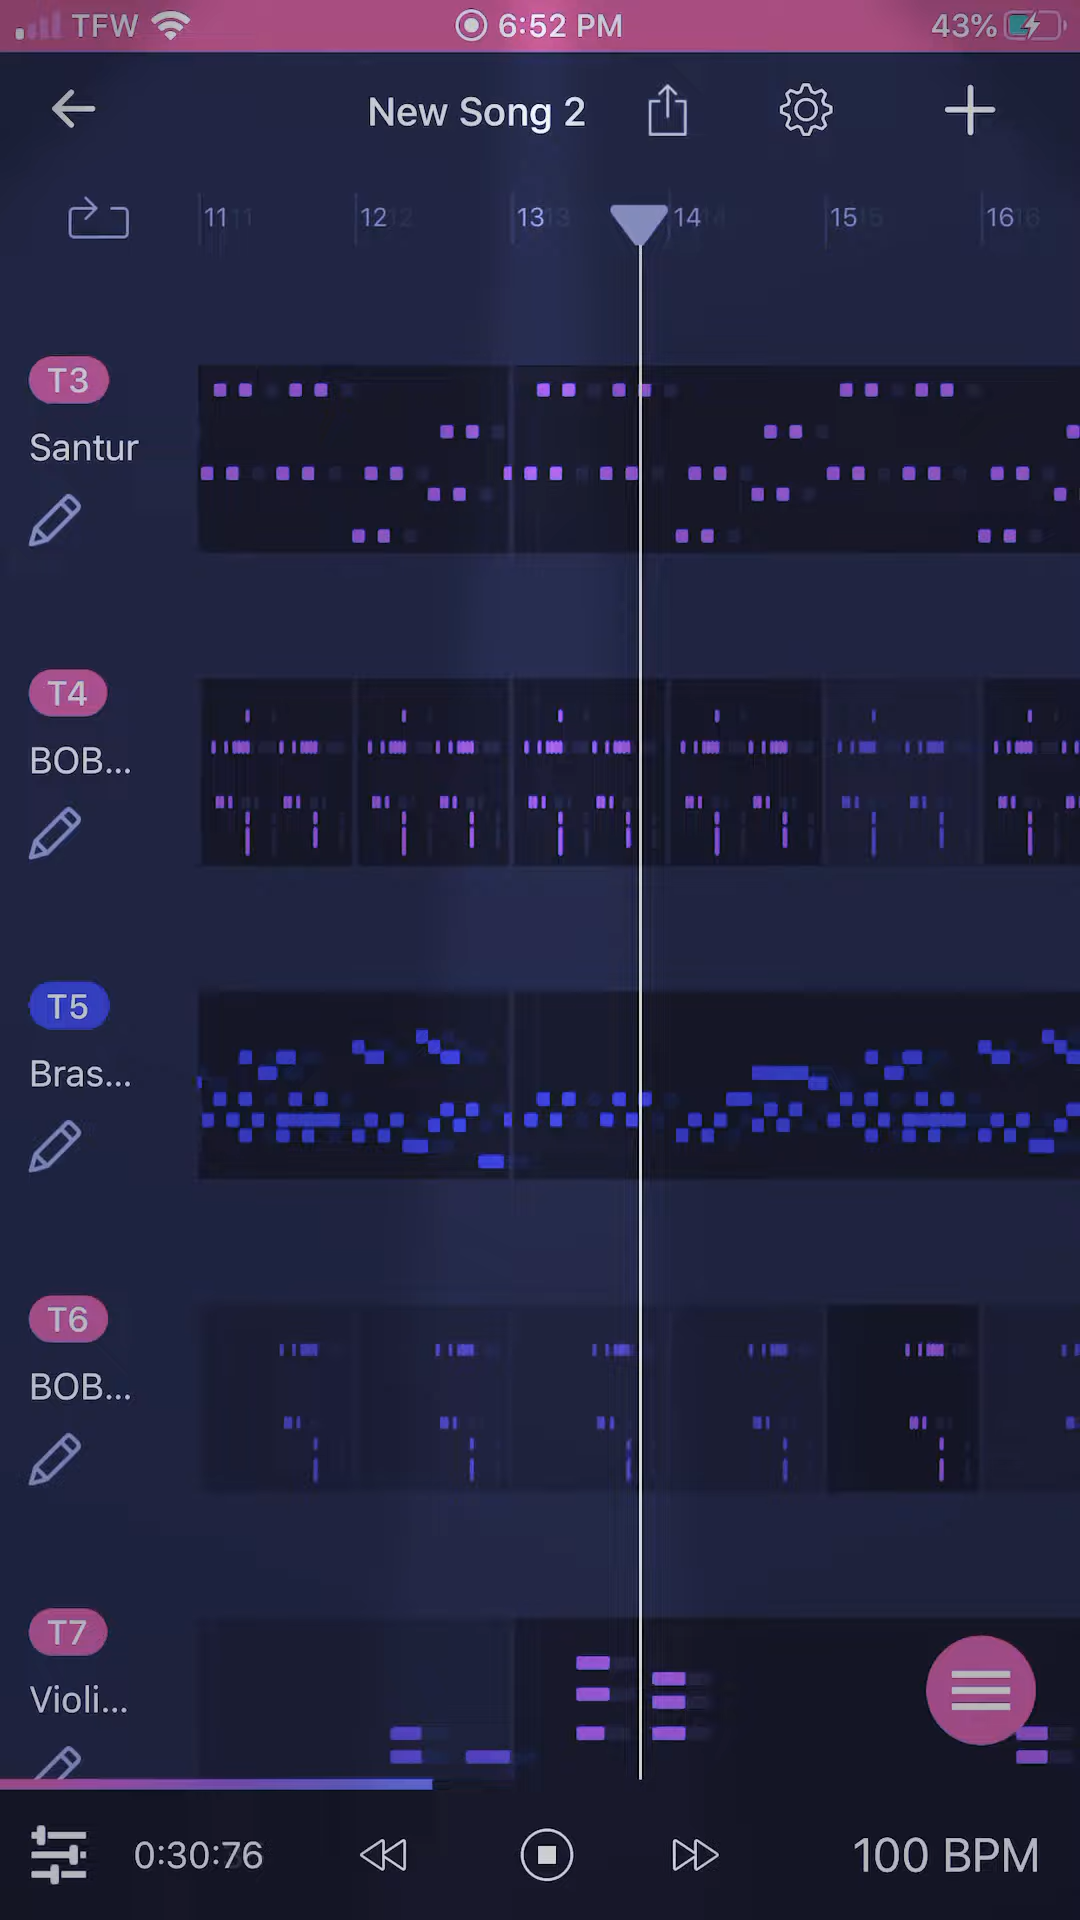 TFW 6:52 PM 43%
New Song 2
11 12 13 14 15 16
T3
Santur
T4
BOB...
T5
Bras...
T6
BOB...
T7
Violi...
0:30:76 100 BPM